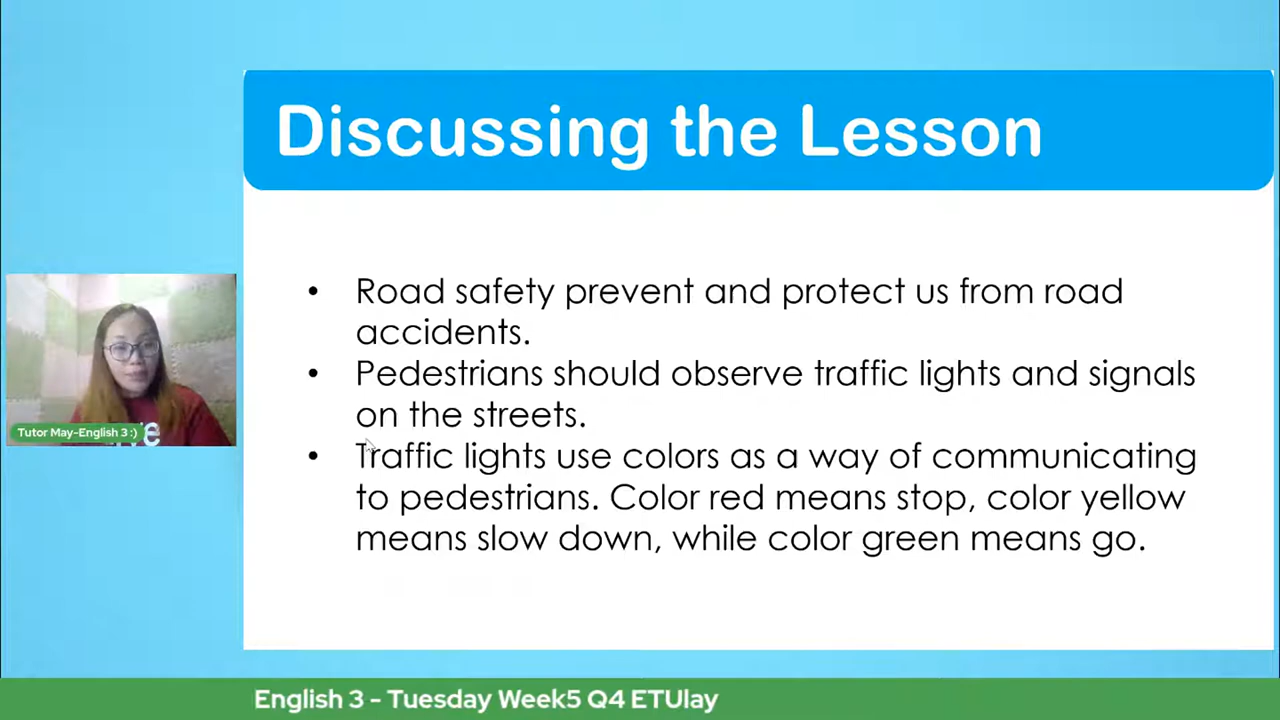 Discussing the Lesson
• Road safety prevent and protect us from road
accidents.
• Pedestrians should observe traffic lights and signals
on the streets.
• Traffic lights use colors as a way of communicating
to pedestrians. Color red means stop, color yellow
means slow down, while color green means go.
Tutor May-English 3 :)
English 3 - Tuesday Week5 Q4 ETUlay